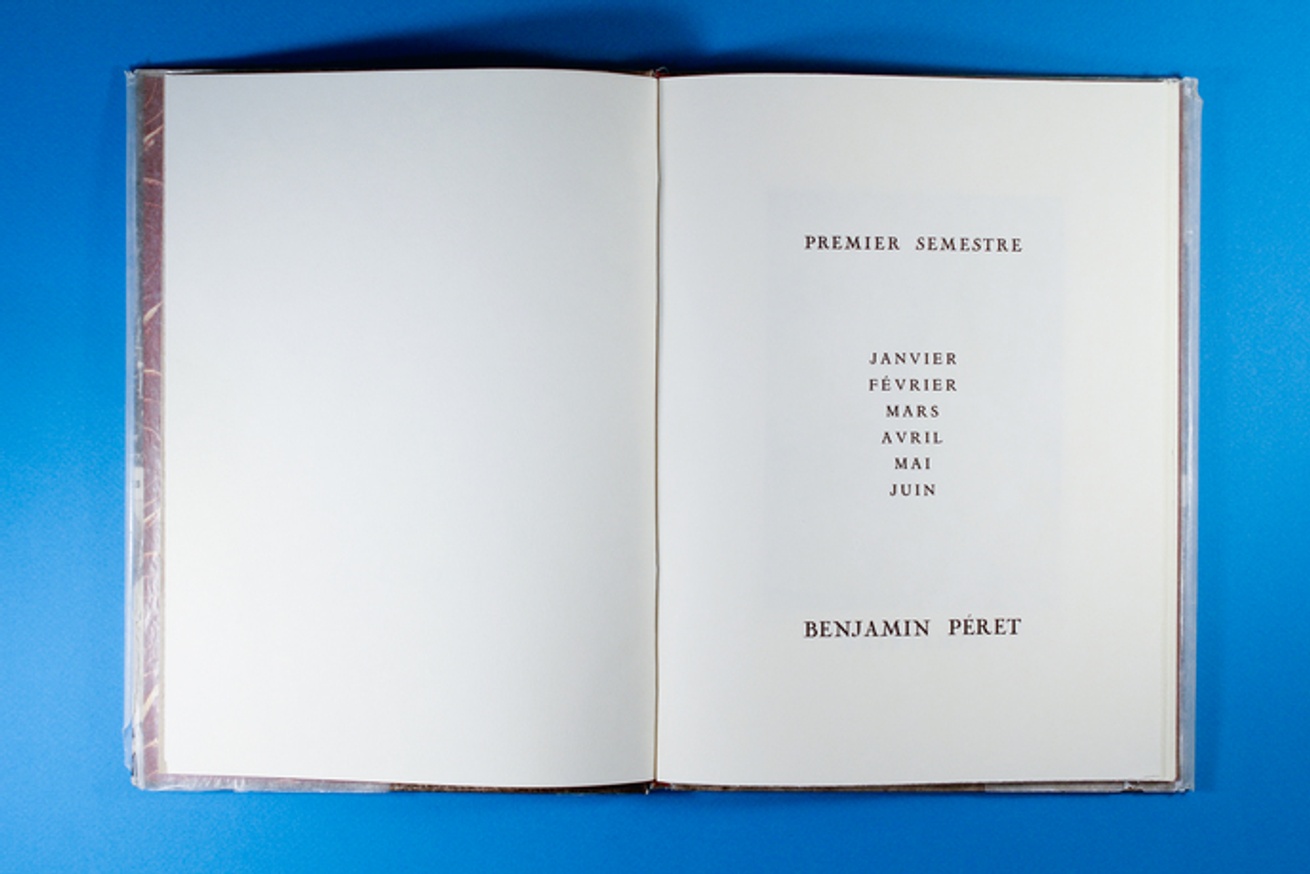 PREMIER SEMESTRE
JANVIER
FÉVRIER
MARS
AVRIL
MAI
JUIN
BENJAMIN PÉRET